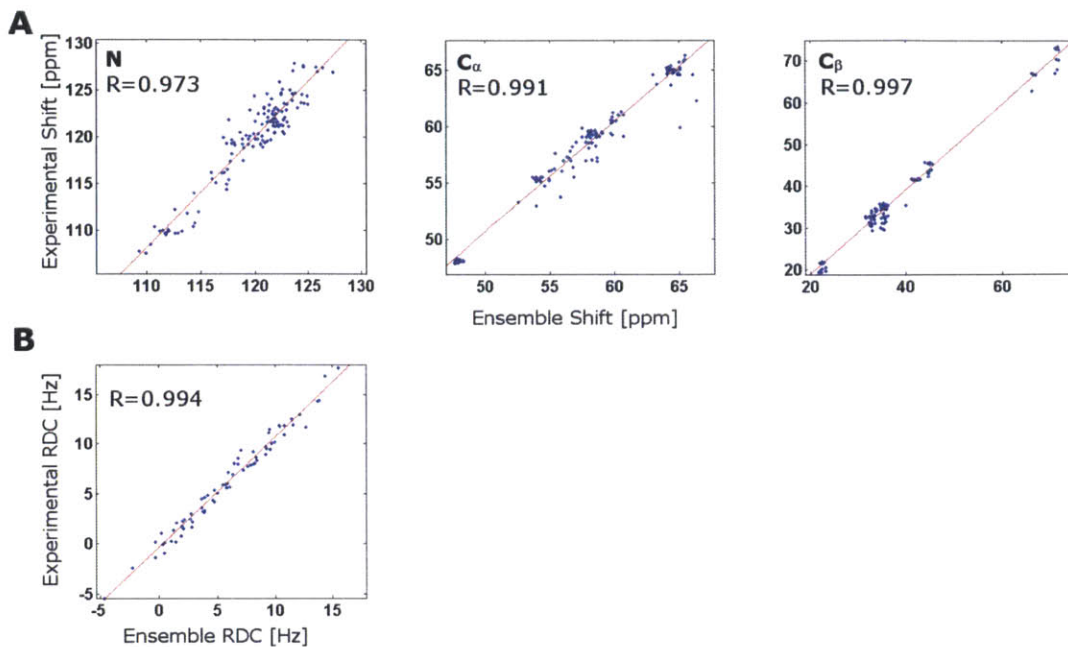 A
Experimental Shift [ppm]
130
120
115
110
N
R=0.973
110
115
120
125
130
65
60
55
50
Cα
R=0.991
50
55
60
65
70
60
50
40
30
20
Cβ
R=0.997
20
40
60
Ensemble Shift [ppm]
B
Experimental RDC [Hz]
15
10
5
0
-5
R=0.994
-5
0
5
10
15
Ensemble RDC [Hz]